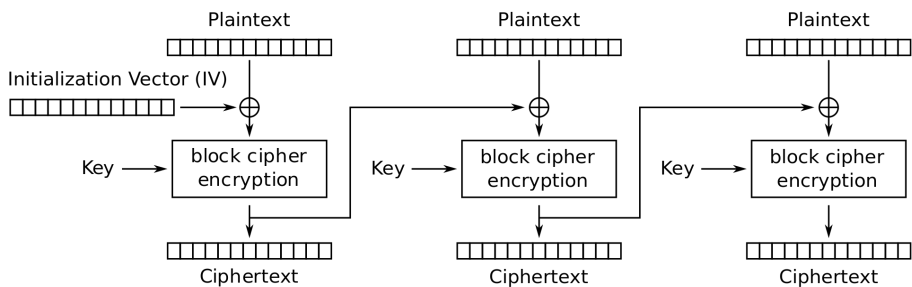 Plaintext
Plaintext
Plaintext
Initialization Vector (IV)
Key
block cipher
encryption
Key
block cipher
encryption
Key
block cipher
encryption
Ciphertext
Ciphertext
Ciphertext